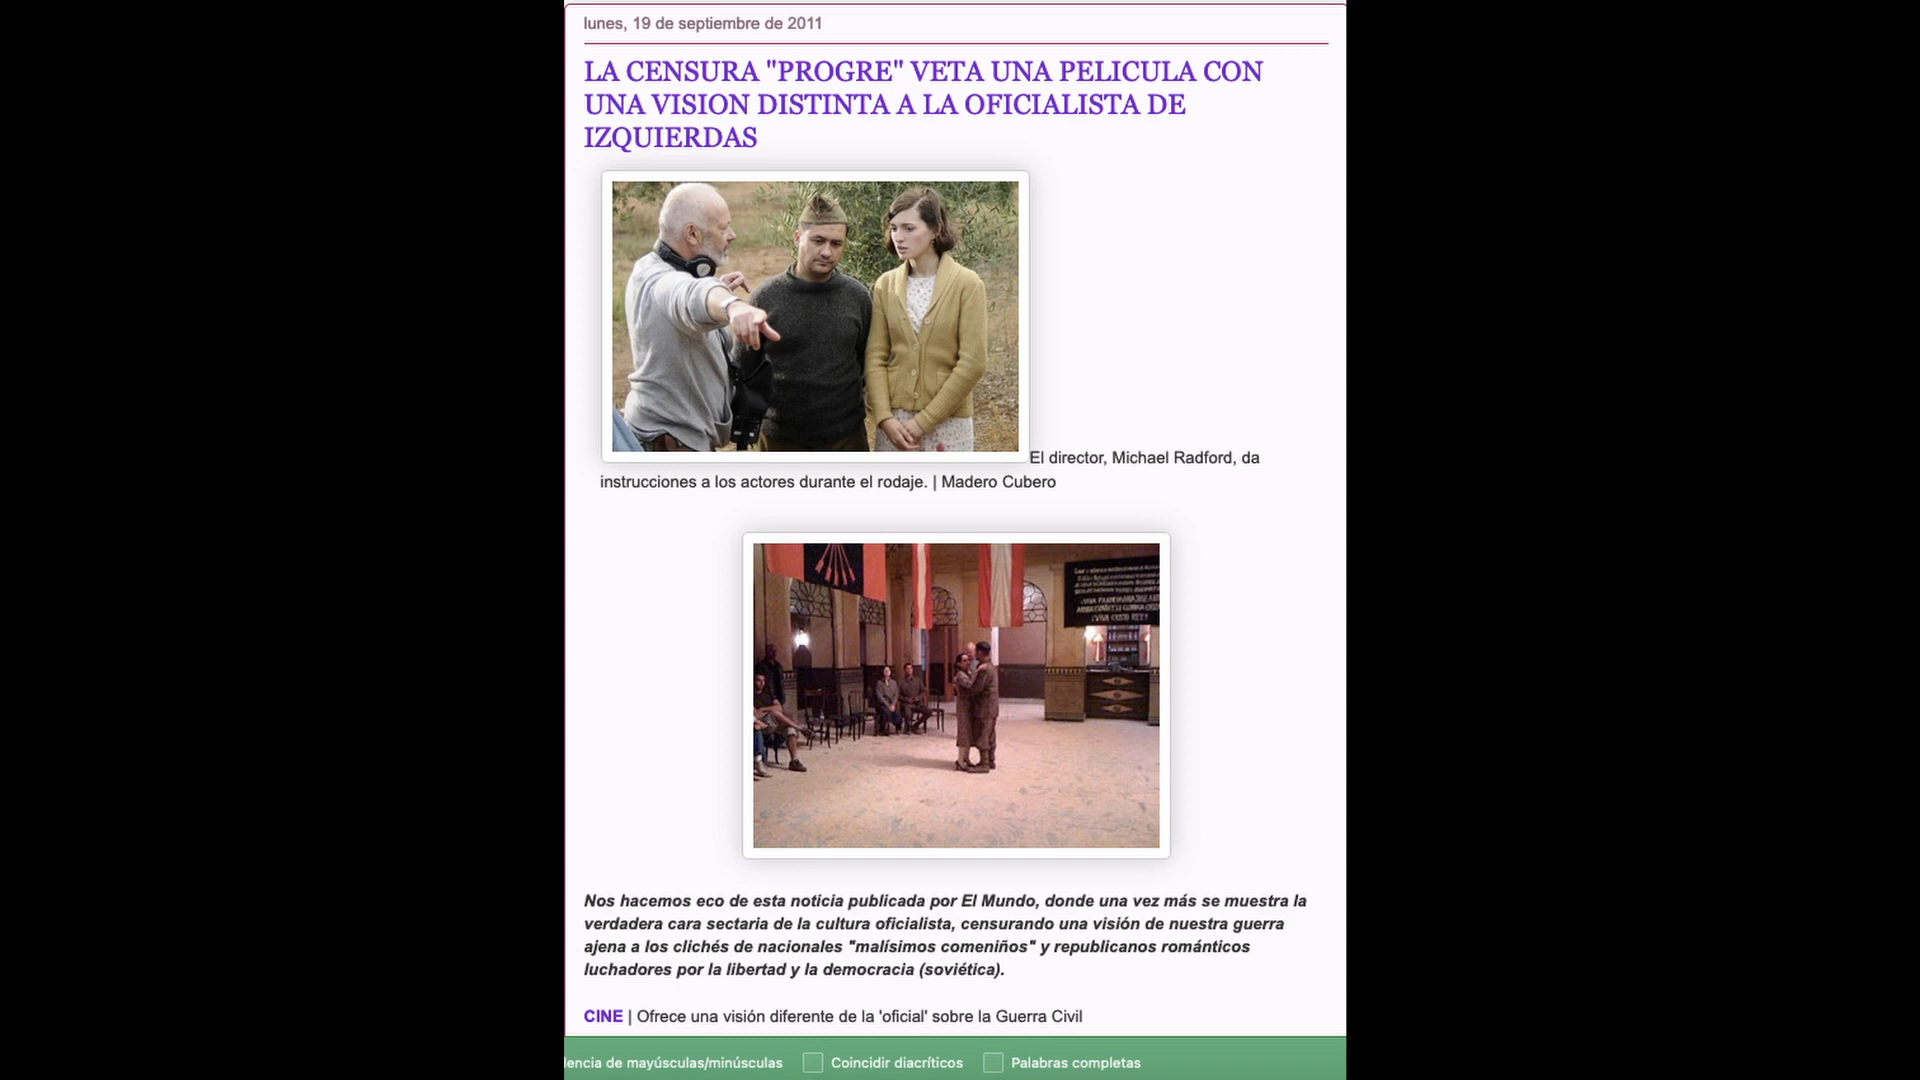 lunes, 19 de septiembre de 2011
LA CENSURA "PROGRE" VETA UNA PELICULA CON
UNA VISION DISTINTA A LA OFICIALISTA DE
IZQUIERDAS
El director, Michael Radford, da
instrucciones a los actores durante el rodaje. | Madero Cubero
¡VIVA CRISTO REY!
Nos hacemos eco de esta noticia publicada por El Mundo, donde una vez más se muestra la
verdadera cara sectaria de la cultura oficialista, censurando una visión de nuestra guerra
ajena a los clichés de nacionales "malísimos comeniños" y republicanos románticos
luchadores por la libertad y la democracia (soviética).
CINE | Ofrece una visión diferente de la 'oficial' sobre la Guerra Civil
dencia de mayúsculas/minúsculas Coincidir diacríticos Palabras completas